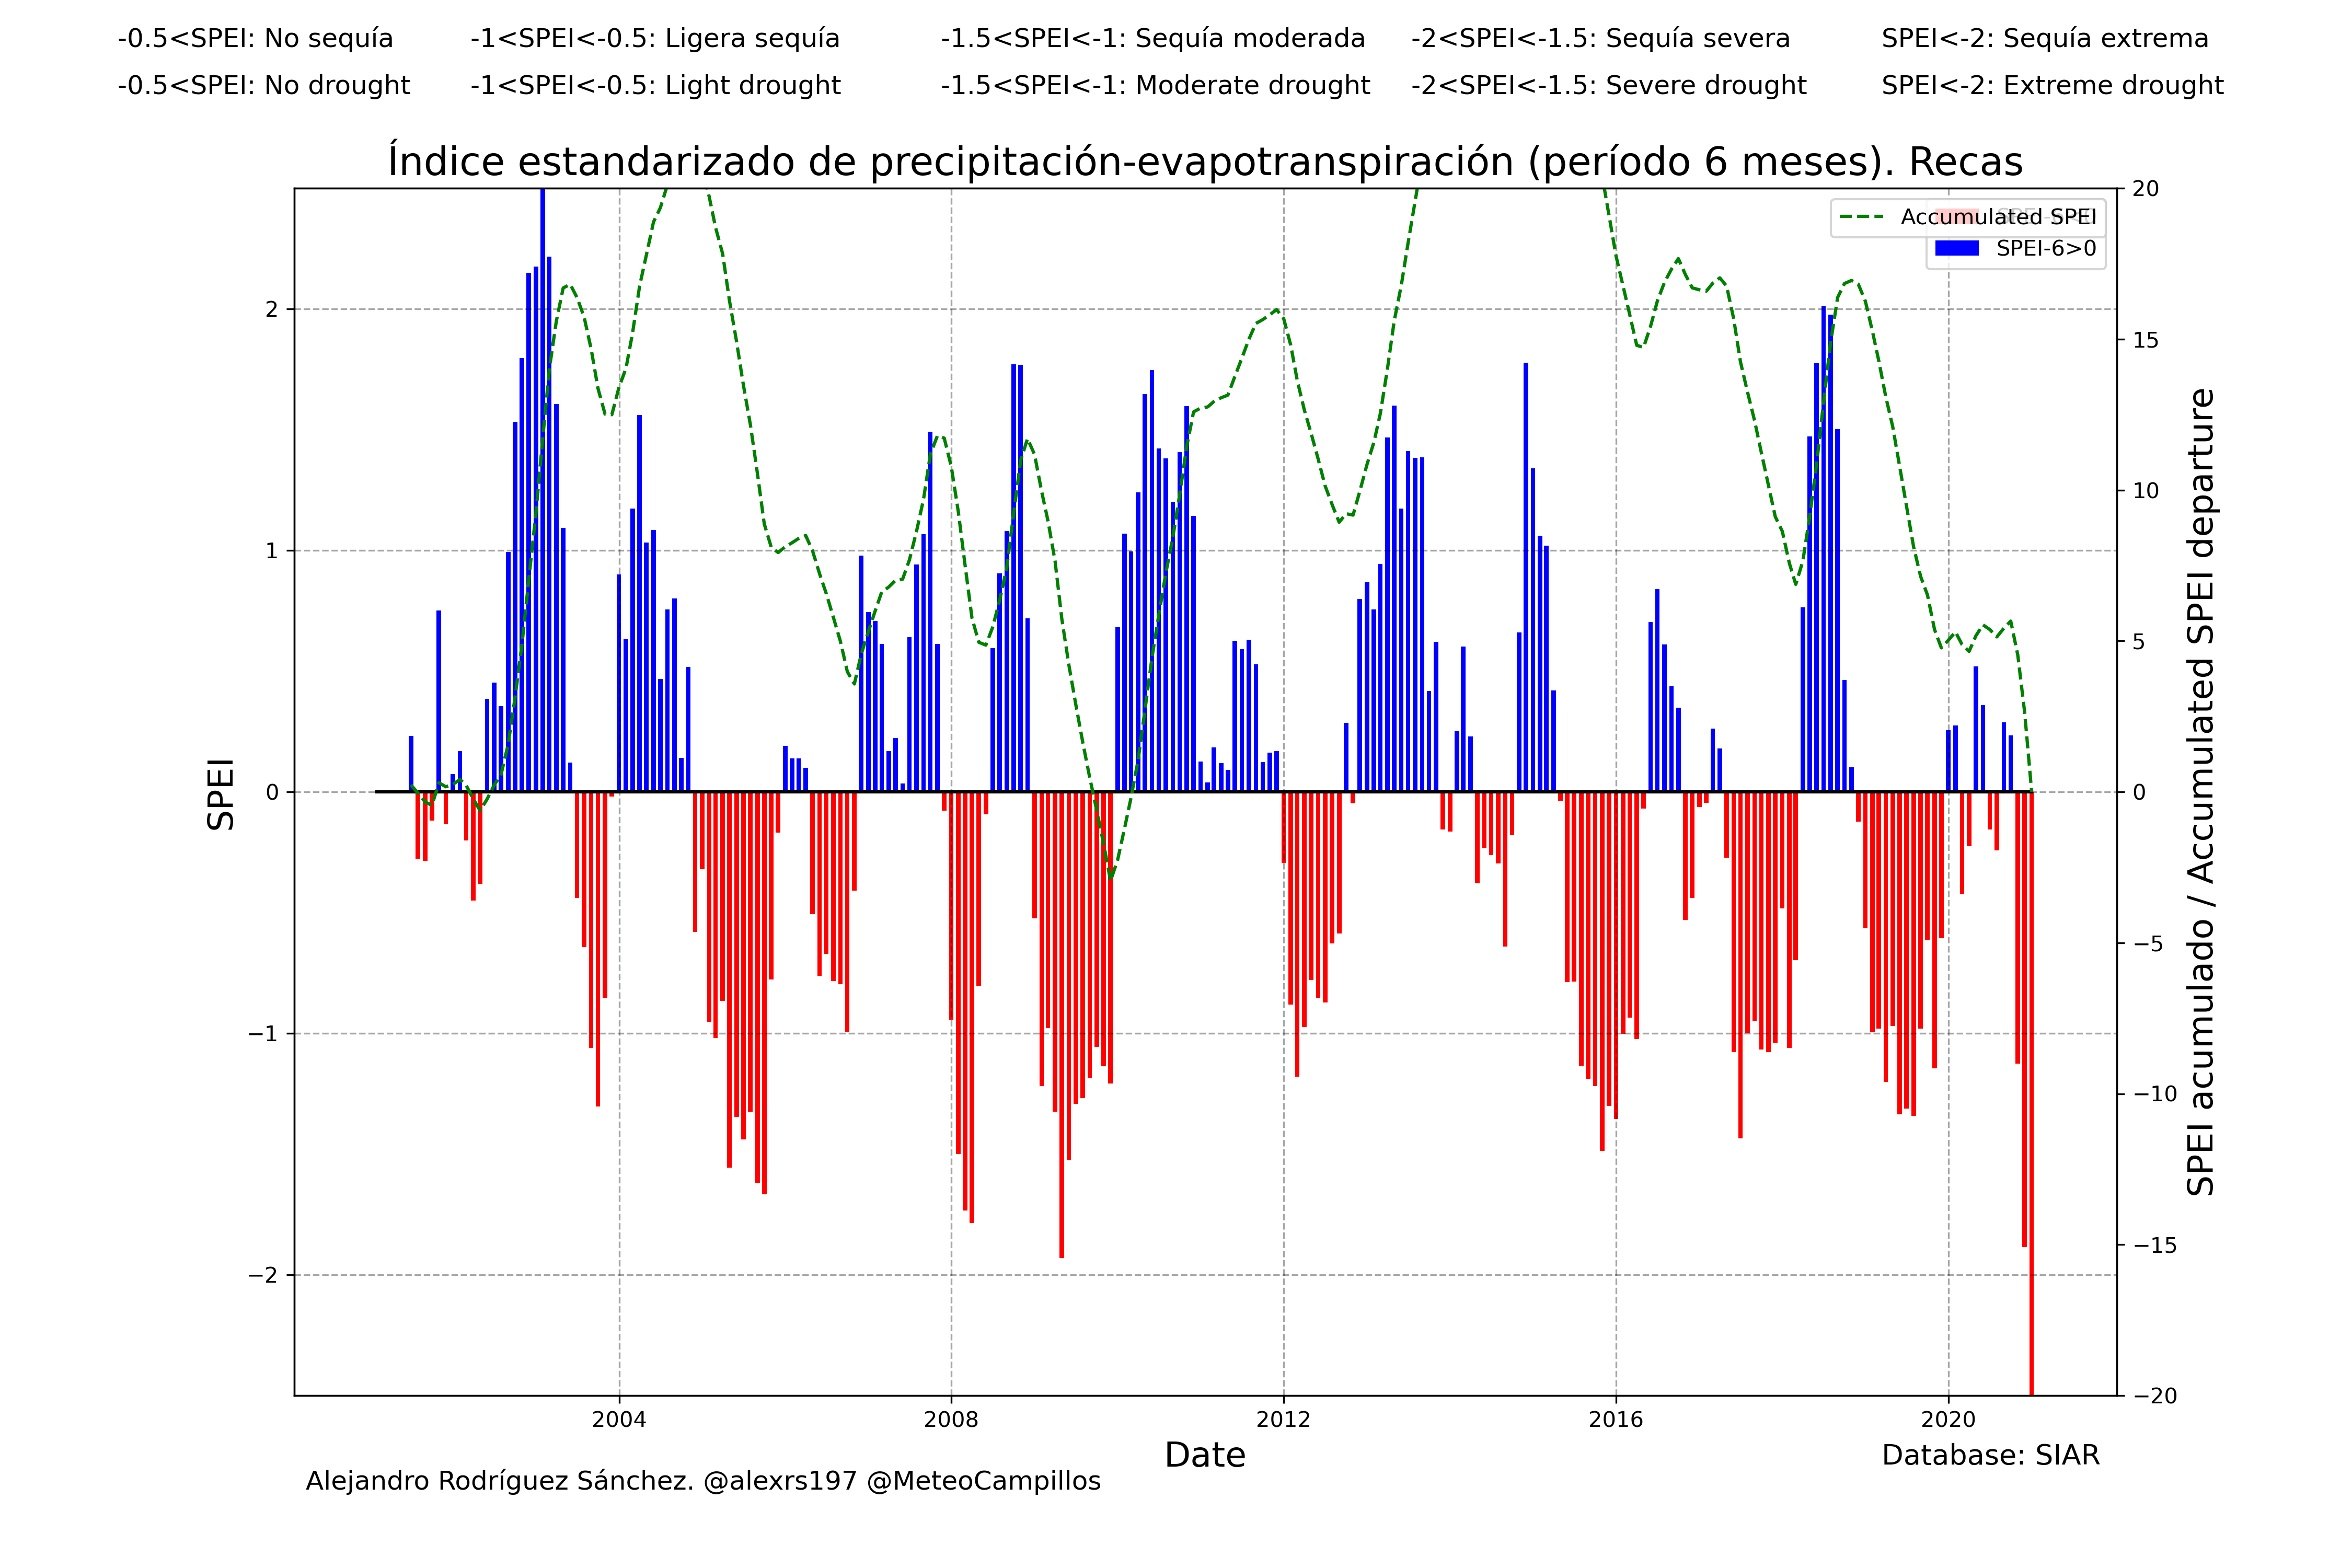 -0.5<SPEI: No sequía -1<SPEI<-0.5: Ligera sequía -1.5<SPEI<-1: Sequía moderada -2<SPEI<-1.5: Sequía severa SPEI<-2: Sequía extrema
-0.5<SPEI: No drought -1<SPEI<-0.5: Light drought -1.5<SPEI<-1: Moderate drought -2<SPEI<-1.5: Severe drought SPEI<-2: Extreme drought
Índice estandarizado de precipitación-evapotranspiración (período 6 meses). Recas
Accumulated SPEI
SPEI-6>0
SPEI
2
1
0
−1
−2
20
15
10
5
0
−5
−10
−15
−20
SPEI acumulado / Accumulated SPEI departure
2004 2008 2012 2016 2020
Date
Database: SIAR
Alejandro Rodríguez Sánchez. @alexrs197 @MeteoCampillos